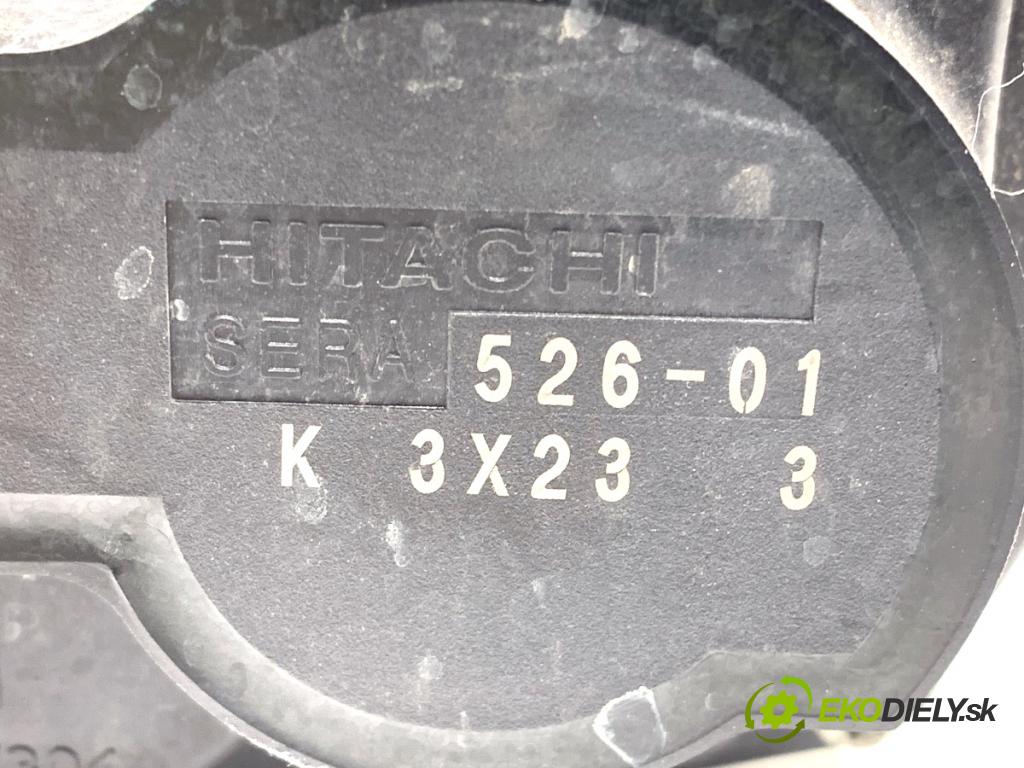 HITACHI
SERA 526-01
K 3X23 3
EKODIELY.sk